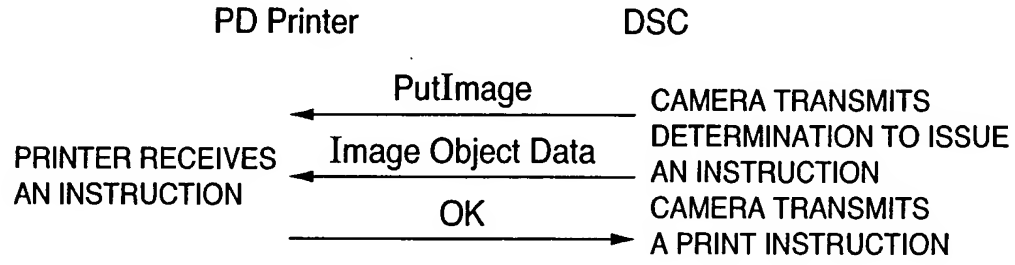 PD Printer DSC
PutImage
CAMERA TRANSMITS
DETERMINATION TO ISSUE
AN INSTRUCTION
PRINTER RECEIVES
AN INSTRUCTION
Image Object Data
OK
CAMERA TRANSMITS
A PRINT INSTRUCTION